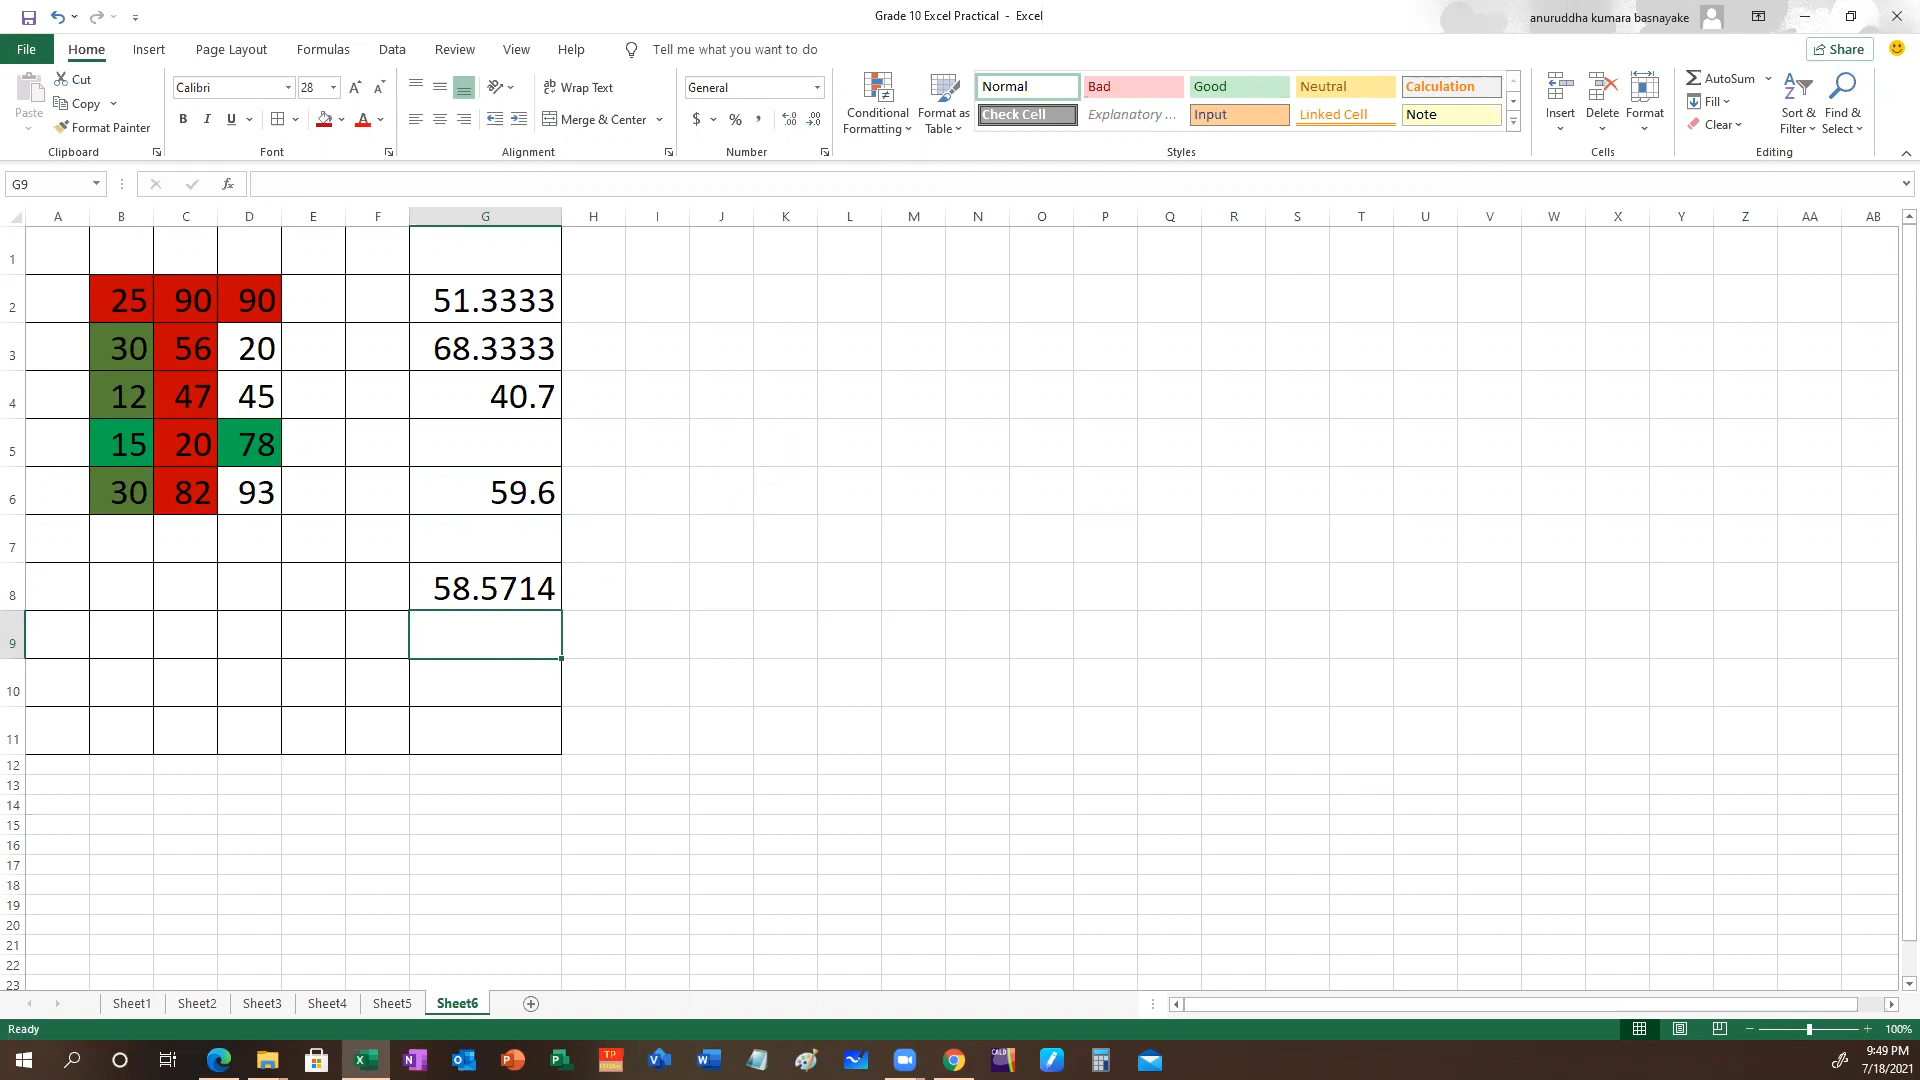 Grade 10 Excel Practical - Excel
anuruddha kumara basnayake
File Home Insert Page Layout Formulas Data Review View Help Tell me what you want to do Share
Paste
Cut
Copy
Format Painter
Clipboard
Calibri 28
B I U
Font
Wrap Text
Merge & Center
Alignment
General
$ % ,
Number
Conditional Formatting
Format as Table
Normal Bad Good Neutral Calculation
Check Cell Explanatory ... Input Linked Cell Note
Styles
Insert Delete Format
Cells
AutoSum
Fill
Clear
Sort & Filter
Find & Select
Editing
G9
fx
A B C D E F G H I J K L M N O P Q R S T U V W X Y Z AA AB
1
2 25 90 90 51.3333
3 30 56 20 68.3333
4 12 47 45 40.7
5 15 20 78
6 30 82 93 59.6
7
8 58.5714
9
10
11
12
13
14
15
16
17
18
19
20
21
22
23
Sheet1 Sheet2 Sheet3 Sheet4 Sheet5 Sheet6
Ready
100%
9:49 PM
7/18/2021